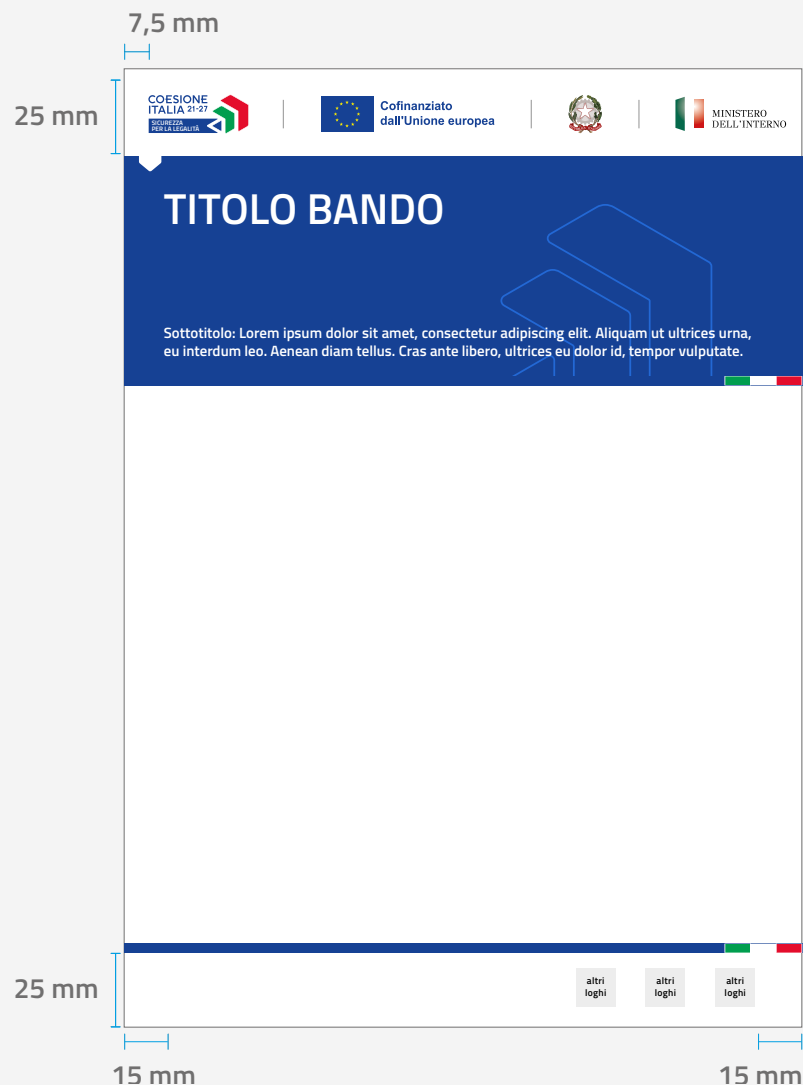 7,5 mm
25 mm
COESIONE
ITALIA 21-27
SICUREZZA
PER LA LEGALITÀ
Cofinanziato
dall'Unione europea
MINISTERO
DELL'INTERNO
TITOLO BANDO
Sottotitolo: Lorem ipsum dolor sit amet, consectetur adipiscing elit. Aliquam ut ultrices urna,
eu interdum leo. Aenean diam tellus. Cras ante libero, ultrices eu dolor id, tempor vulputate.
25 mm
altri
loghi
altri
loghi
altri
loghi
15 mm
15 mm